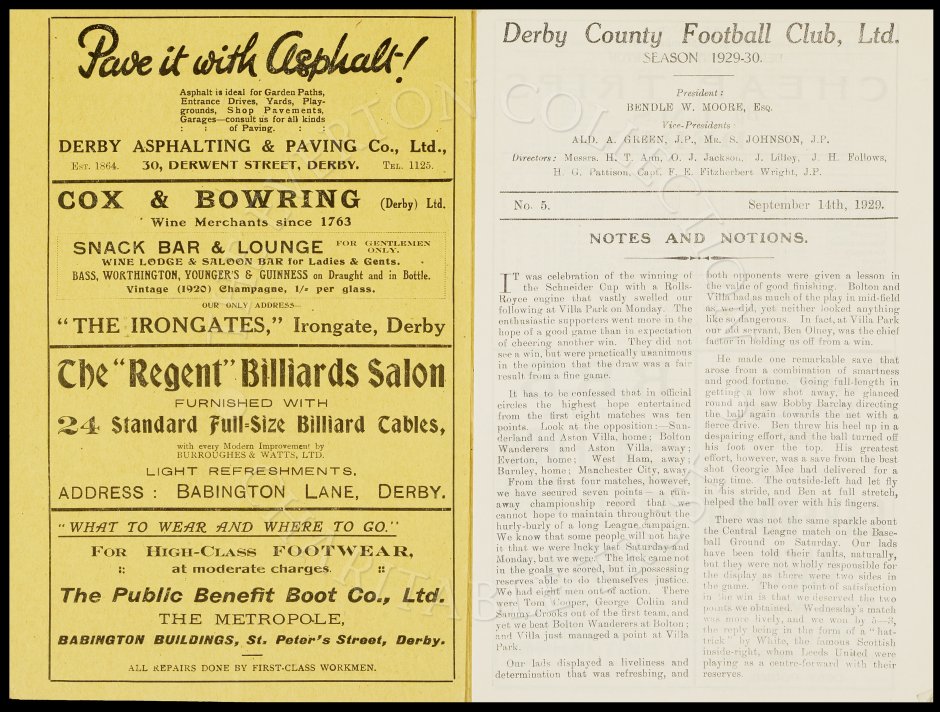 Pave it with Asphalt!
Asphalt is ideal for Garden Paths,
Entrance Drives, Yards, Play-
grounds, Shop Pavements,
Garages—consult us for all kinds
: : of Paving. : :
DERBY ASPHALTING & PAVING Co., Ltd.,
EST. 1864. 30, DERWENT STREET, DERBY. TEL. 1125.
COX & BOWRING (Derby) Ltd.
Wine Merchants since 1763
SNACK BAR & LOUNGE FOR GENTLEMEN ONLY.
WINE LODGE & SALOON BAR for Ladies & Gents.
BASS, WORTHINGTON, YOUNGER'S & GUINNESS on Draught and in Bottle.
Vintage (1920) Champagne, 1/- per glass.
OUR ONLY ADDRESS—
"THE IRONGATES," Irongate, Derby
The "Regent" Billiards Salon
FURNISHED WITH
24 Standard Full-Size Billiard Tables,
with every Modern Improvement by
BURROUGHES & WATTS, LTD.
LIGHT REFRESHMENTS,
ADDRESS : BABINGTON LANE, DERBY.
"WHAT TO WEAR AND WHERE TO GO."
FOR HIGH-CLASS FOOTWEAR,
:: at moderate charges. ::
The Public Benefit Boot Co., Ltd.
THE METROPOLE,
BABINGTON BUILDINGS, St. Peter's Street, Derby.
ALL REPAIRS DONE BY FIRST-CLASS WORKMEN.
Derby County Football Club, Ltd.
SEASON 1929-30.
President:
BENDLE W. MOORE, ESQ.
Vice-Presidents:
ALD. A. GREEN, J.P., MR. S. JOHNSON, J.P.
Directors: Messrs. H. T. Ann, O. J. Jackson, J. Lilley, J. H. Follows,
H. G. Pattison, Capt. F. E. Fitzherbert Wright, J.P.
No. 5. September 14th, 1929.
NOTES AND NOTIONS.
IT was celebration of the winning of
the Schneider Cup with a Rolls-
Royce engine that vastly swelled our
following at Villa Park on Monday. The
enthusiastic supporters went more in the
hope of a good game than in expectation
of cheering another win. They did not
see a win, but were practically unanimous
in the opinion that the draw was a fair
result from a fine game.
It has to be confessed that in official
circles the highest hope entertained
from the first eight matches was ten
points. Look at the opposition:—Sun-
derland and Aston Villa, home; Bolton
Wanderers and Aston Villa, away;
Everton, home; West Ham, away;
Burnley, home; Manchester City, away.
From the first four matches, however,
we have secured seven points—a run-
away championship record that we
cannot hope to maintain throughout the
hurly-burly of a long League campaign.
We know that some people will not have
it that we were lucky last Saturday and
Monday, but we were. The luck came not
in the goals we scored, but in possessing
reserves able to do themselves justice.
We had eight men out of action. There
were Tom Cooper, George Collin and
Sammy Crooks out of the first team, and
yet we beat Bolton Wanderers at Bolton;
and Villa just managed a point at Villa
Park.
Our lads displayed a liveliness and
determination that was refreshing, and
both opponents were given a lesson in
the value of good finishing. Bolton and
Villa had as much of the play in mid-field
as we did, yet neither looked anything
like so dangerous. In fact, at Villa Park
our old servant, Ben Olney, was the chief
factor in holding us off from a win.
He made one remarkable save that
arose from a combination of smartness
and good fortune. Going full-length in
getting a low shot away, he glanced
round and saw Bobby Barclay directing
the ball again towards the net with a
fierce drive. Ben threw his heel up in a
despairing effort, and the ball turned off
his foot over the top. His greatest
effort, however, was a save from the best
shot Georgie Mee had delivered for a
long time. The outside-left had let fly
in his stride, and Ben at full stretch,
helped the ball over with his fingers.
There was not the same sparkle about
the Central League match on the Base-
ball Ground on Saturday. Our lads
have been told their faults, naturally,
but they were not wholly responsible for
the display as there were two sides in
the game. The one point of satisfaction
in the win is that we deserved the two
points we obtained. Wednesday's match
was more lively, and we won by 5—3,
the reply being in the form of a "hat-
trick" by White, the famous Scottish
inside-right, whom Leeds United were
playing as a centre-forward with their
reserves.